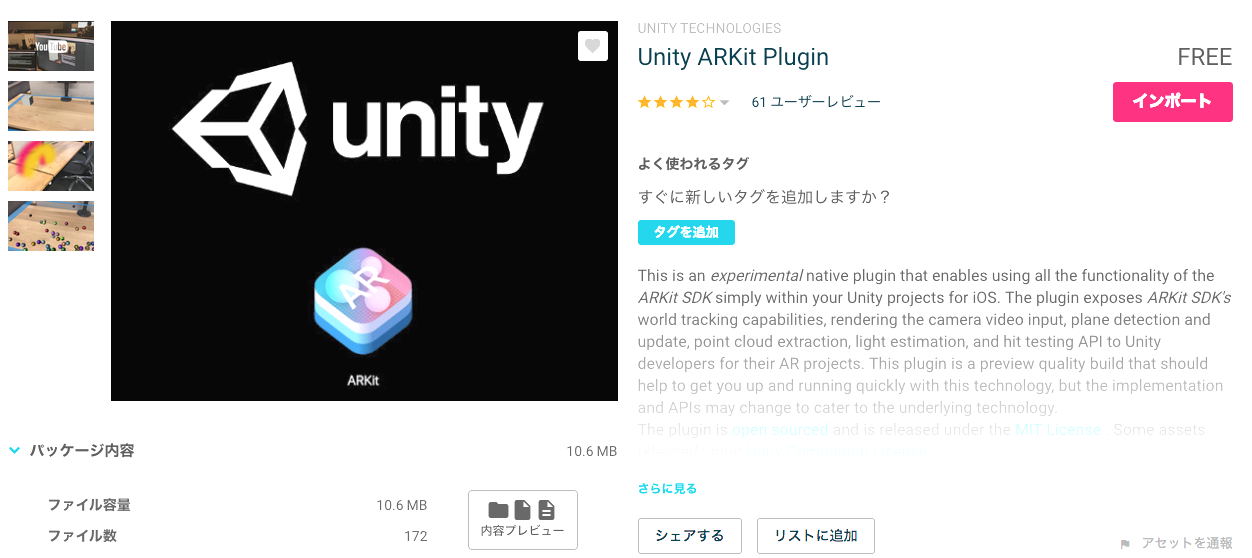 YouTube
unity
ARKit
UNITY TECHNOLOGIES
Unity ARKit Plugin
FREE
61 ユーザーレビュー
インポート
よく使われるタグ
すぐに新しいタグを追加しますか？
タグを追加
This is an experimental native plugin that enables using all the functionality of the
ARKit SDK simply within your Unity projects for iOS. The plugin exposes ARKit SDK's
world tracking capabilities, rendering the camera video input, plane detection and
update, point cloud extraction, light estimation, and hit testing API to Unity
developers for their AR projects. This plugin is a preview quality build that should
help to get you up and running quickly with this technology, but the implementation
and APIs may change to cater to the underlying technology.
The plugin is open sourced and is released under the MIT License. Some assets
さらに見る
シェアする
リストに追加
アセットを通報
パッケージ内容
10.6 MB
ファイル容量
10.6 MB
ファイル数
172
内容プレビュー